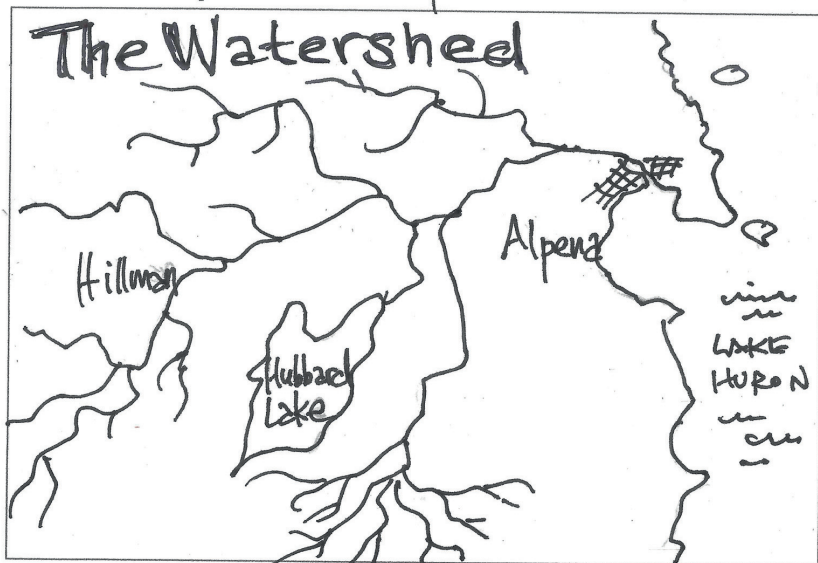 The Watershed
Hillman
Alpena
Hubbard
Lake
LAKE
HURON